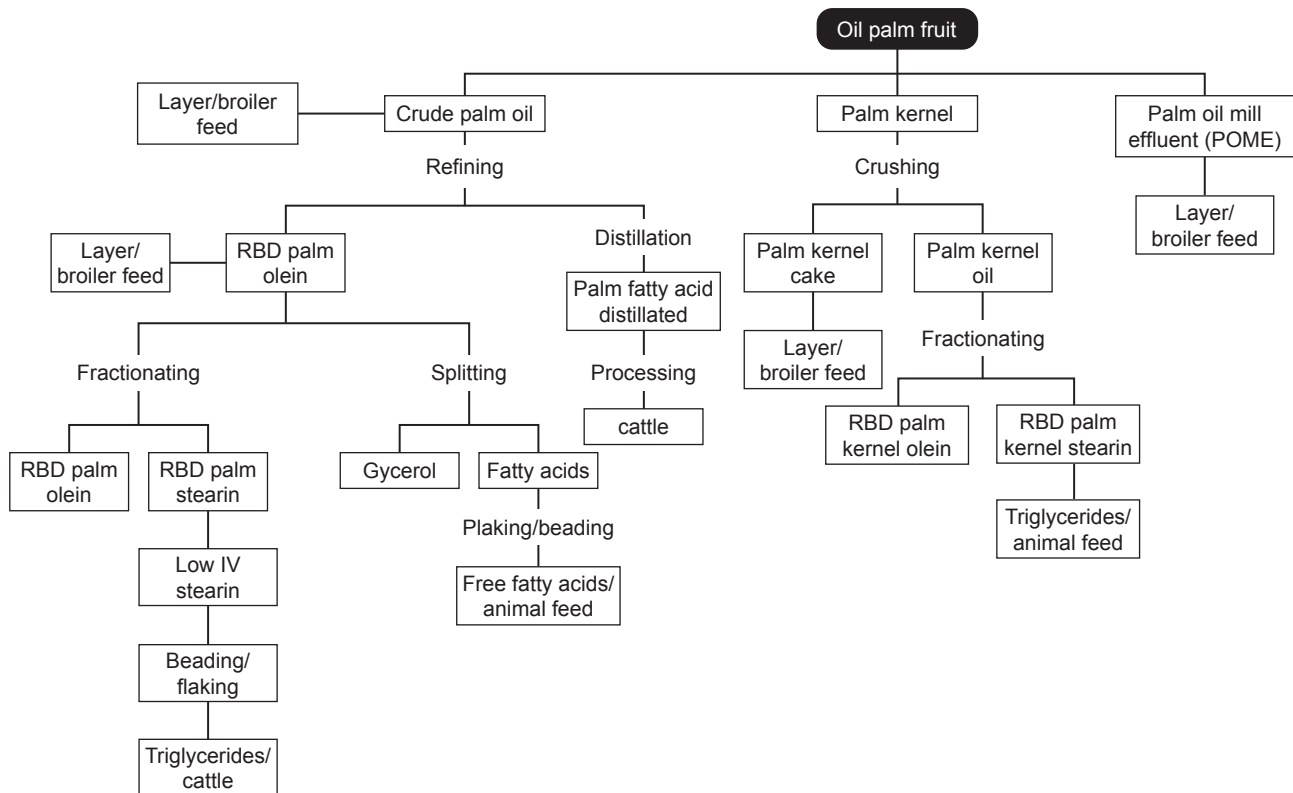 Oil palm fruit
Layer/broiler
feed
Crude palm oil
Palm kernel
Palm oil mill
effluent (POME)
Refining
Crushing
Layer/
broiler feed
Layer/
broiler feed
RBD palm
olein
Distillation
Palm fatty acid
distillated
Palm kernel
cake
Palm kernel
oil
Fractionating
Splitting
Processing
Layer/
broiler feed
Fractionating
cattle
RBD palm
kernel olein
RBD palm
kernel stearin
RBD palm
olein
RBD palm
stearin
Gycerol
Fatty acids
Plaking/beading
Triglycerides/
animal feed
Low IV
stearin
Free fatty acids/
animal feed
Beading/
flaking
Triglycerides/
cattle